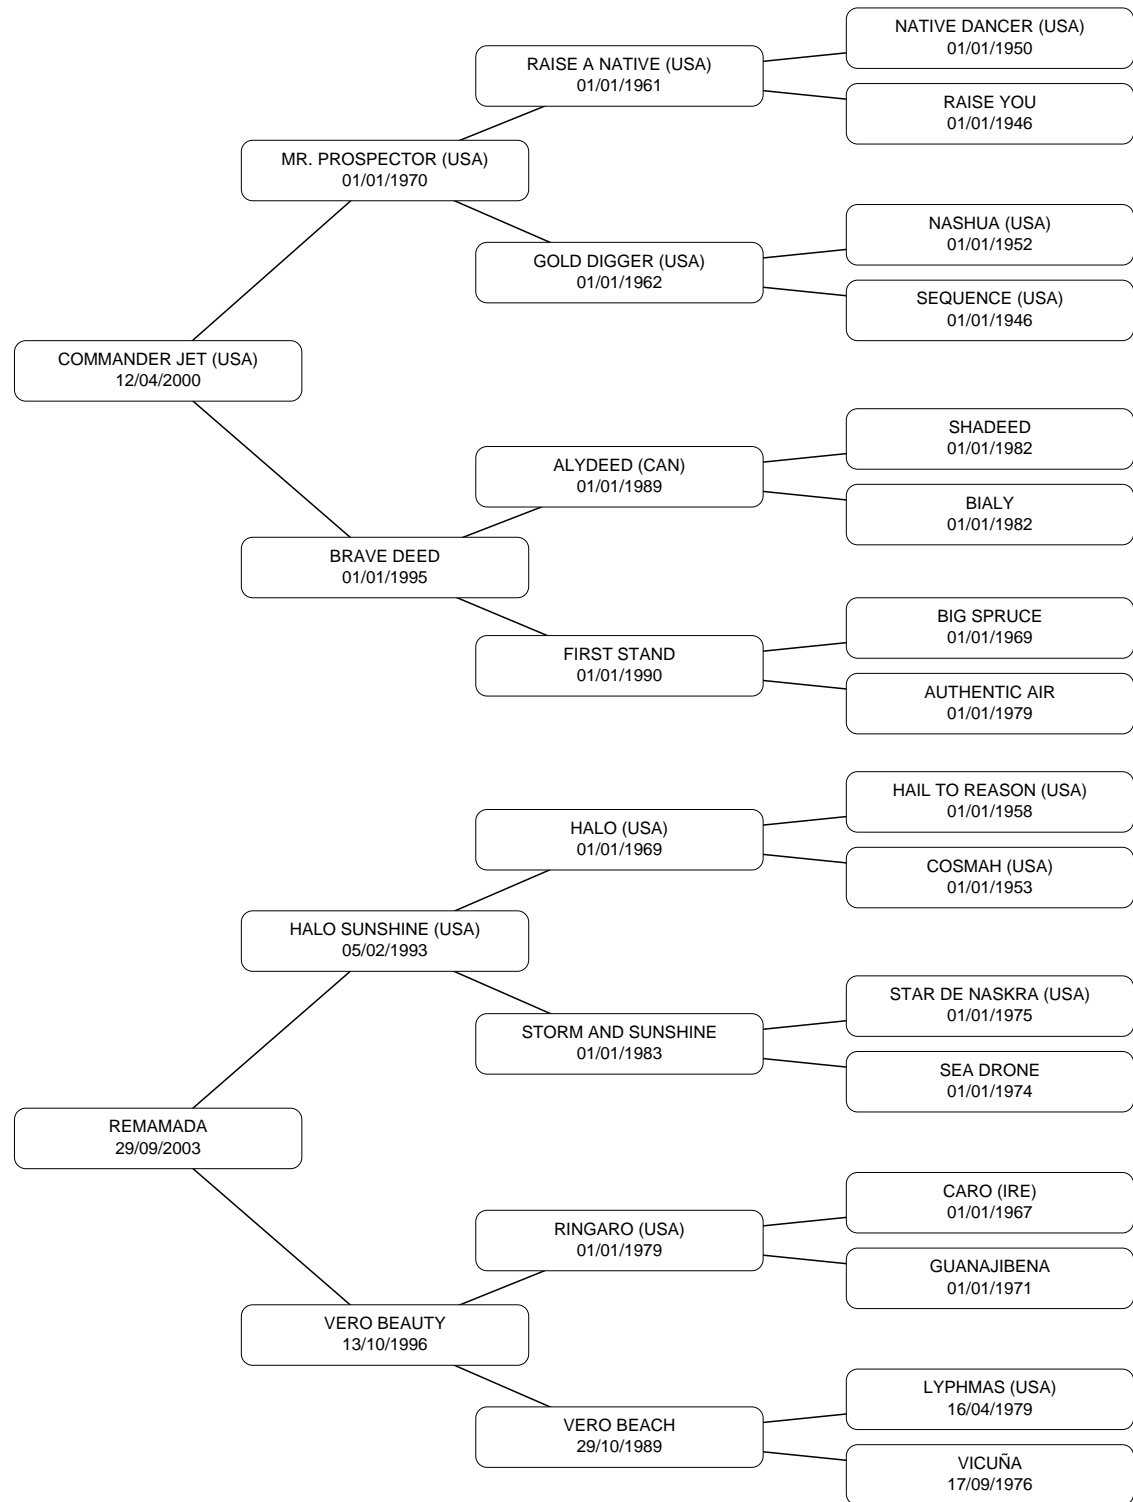 NATIVE DANCER (USA)
01/01/1950
RAISE A NATIVE (USA)
01/01/1961
RAISE YOU
01/01/1946
MR. PROSPECTOR (USA)
01/01/1970
NASHUA (USA)
01/01/1952
GOLD DIGGER (USA)
01/01/1962
SEQUENCE (USA)
01/01/1946
COMMANDER JET (USA)
12/04/2000
SHADEED
01/01/1982
ALYDEED (CAN)
01/01/1989
BIALY
01/01/1982
BRAVE DEED
01/01/1995
BIG SPRUCE
01/01/1969
FIRST STAND
01/01/1990
AUTHENTIC AIR
01/01/1979
HAIL TO REASON (USA)
01/01/1958
HALO (USA)
01/01/1969
COSMAH (USA)
01/01/1953
HALO SUNSHINE (USA)
05/02/1993
STAR DE NASKRA (USA)
01/01/1975
STORM AND SUNSHINE
01/01/1983
SEA DRONE
01/01/1974
REMAMADA
29/09/2003
CARO (IRE)
01/01/1967
RINGARO (USA)
01/01/1979
GUANAJIBENA
01/01/1971
VERO BEAUTY
13/10/1996
LYPHMAS (USA)
16/04/1979
VERO BEACH
29/10/1989
VICUÑA
17/09/1976